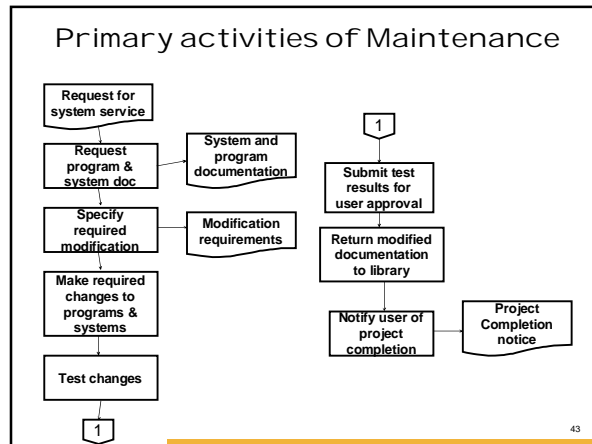 Primary activities of Maintenance
Request for
system service
Request
program &
system doc
System and
program
documentation
Specify
required
modification
Modification
requirements
Make required
changes to
programs &
systems
Test changes
1
1
Submit test
results for
user approval
Return modified
documentation
to library
Notify user of
project
completion
Project
Completion
notice
43